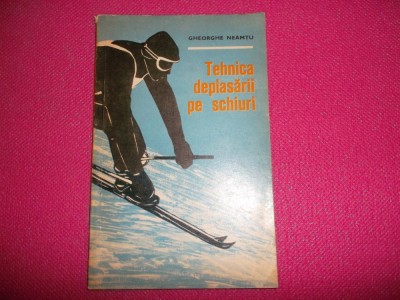 GHEORGHE NEAMȚU
Tehnica
deplasării
pe schiuri